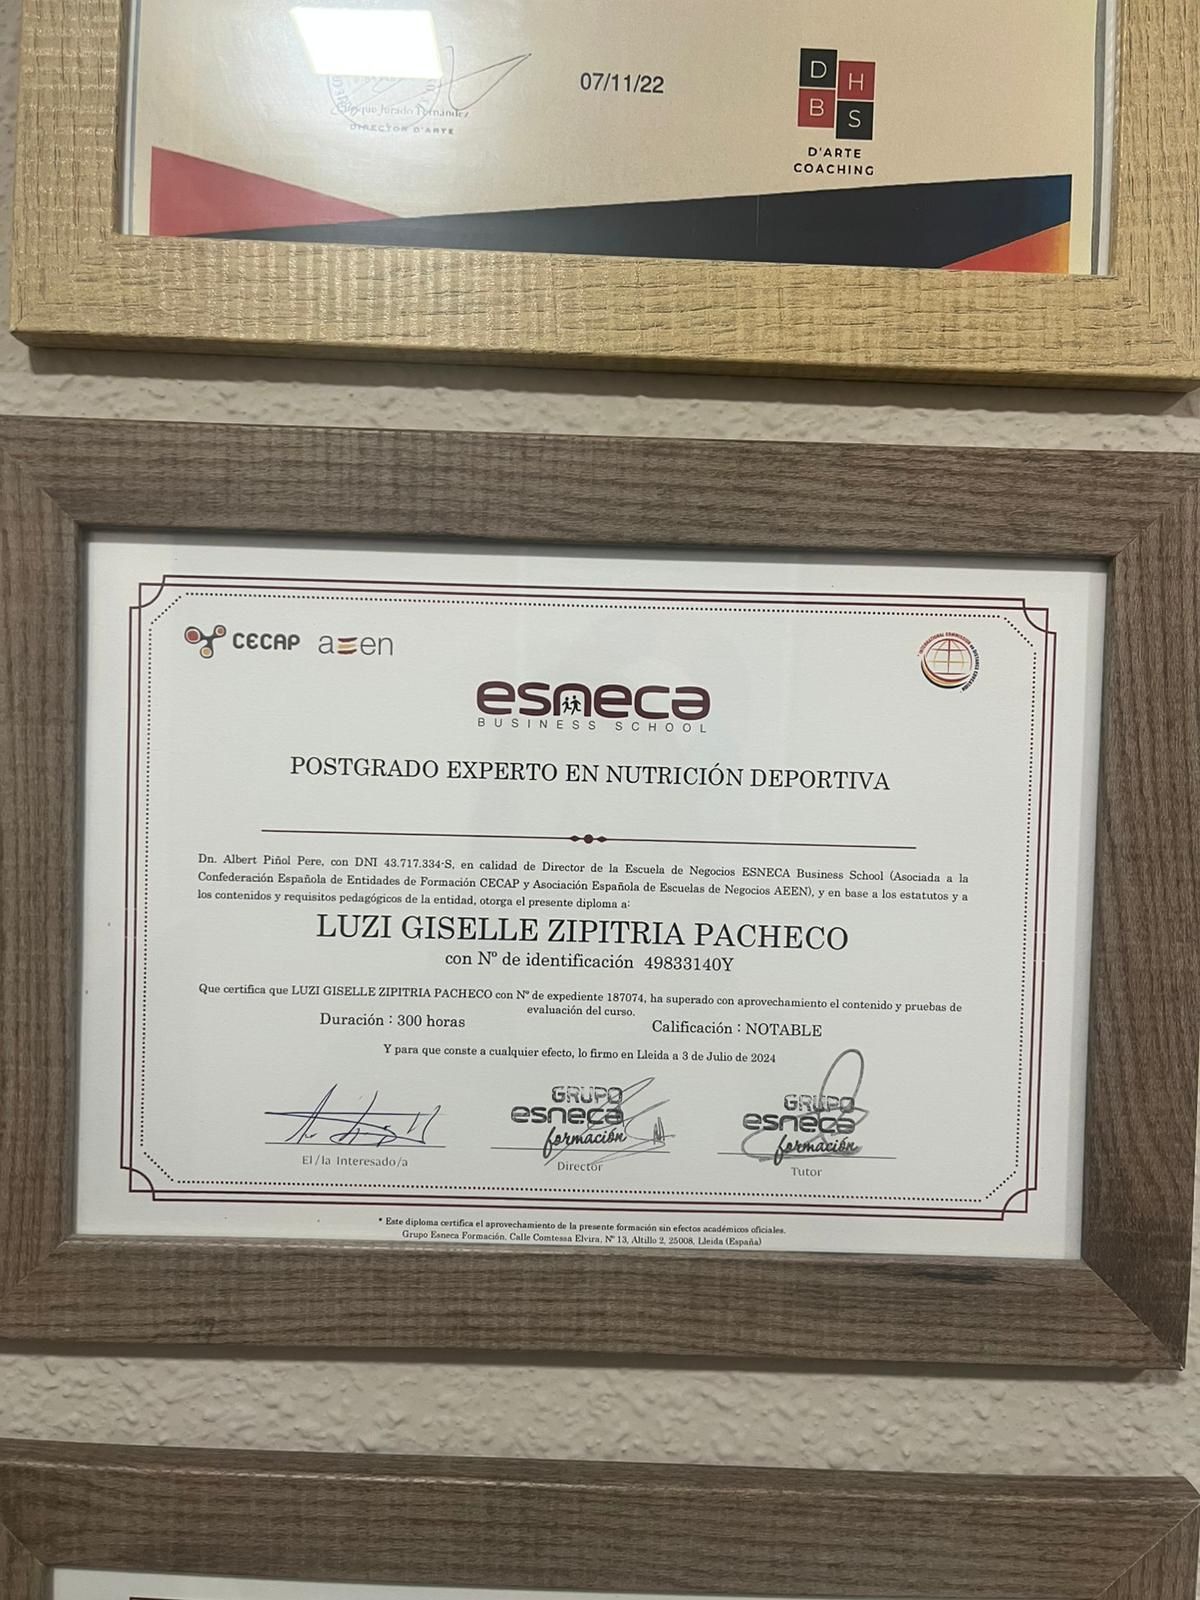 07/11/22
DIRECTOR D'ARTE
D H
B S
D'ARTE
COACHING
CECAP aeen
INTERNATIONAL COMMISSION ON DISTANCE EDUCATION
esneca
BUSINESS SCHOOL
POSTGRADO EXPERTO EN NUTRICIÓN DEPORTIVA
Dn. Albert Piñol Pere, con DNI 43.717.334-S, en calidad de Director de la Escuela de Negocios ESNECA Business School (Asociada a la
Confederación Española de Entidades de Formación CECAP y Asociación Española de Escuelas de Negocios AEEN), y en base a los estatutos y a
los contenidos y requisitos pedagógicos de la entidad, otorga el presente diploma a:
LUZI GISELLE ZIPITRIA PACHECO
con Nº de identificación 49833140Y
Que certifica que LUZI GISELLE ZIPITRIA PACHECO con Nº de expediente 187074, ha superado con aprovechamiento el contenido y pruebas de
evaluación del curso.
Duración : 300 horas
Calificación : NOTABLE
Y para que conste a cualquier efecto, lo firmo en Lleida a 3 de Julio de 2024
GRUPO
esneca
formación
GRUPO
esneca
formación
El/la Interesado/a
Director
Tutor
* Este diploma certifica el aprovechamiento de la presente formación sin efectos académicos oficiales.
Grupo Esneca Formación, Calle Comtessa Elvira, Nº 13, Altillo 2, 25008, Lleida (España)